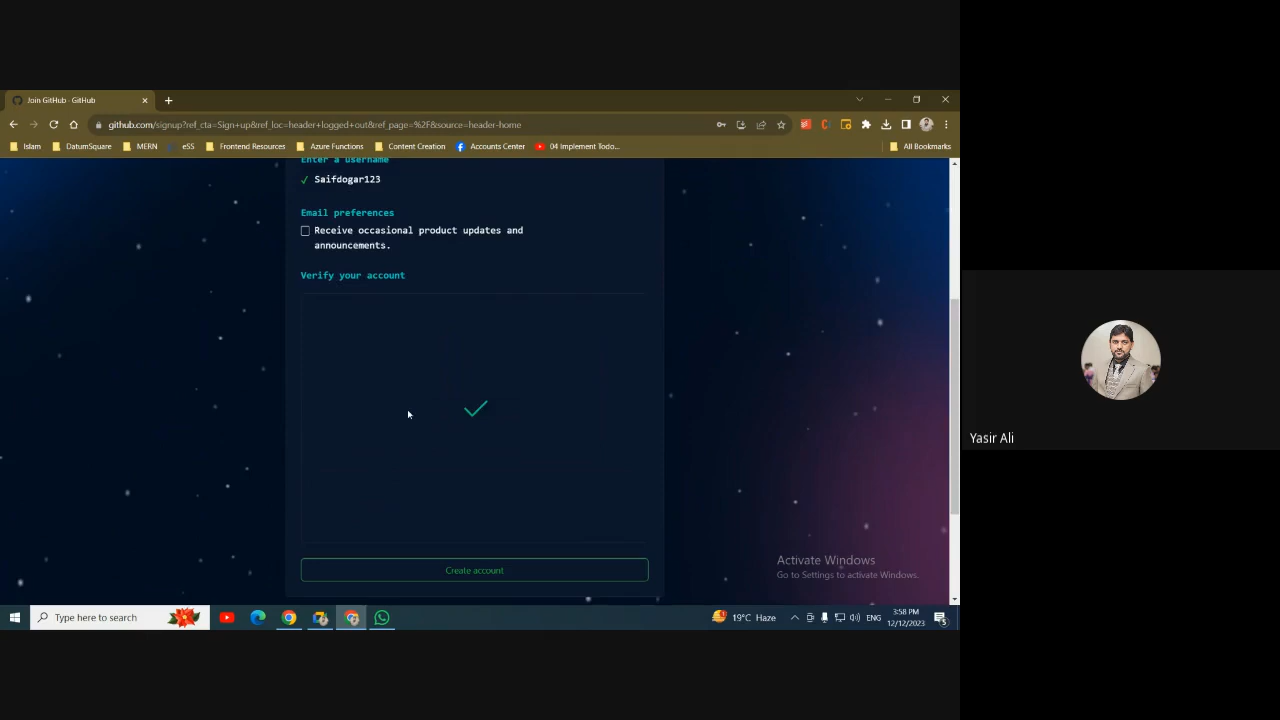 Join GitHub · GitHub
github.com/signup?ref_cta=Sign+up&ref_loc=header+logged+out&ref_page=%2F&source=header-home
Islam DatumSquare MERN eSS Frontend Resources Azure Functions Content Creation Accounts Center 04 Implement Todo... All Bookmarks
Enter a username
Saifdogar123
Email preferences
Receive occasional product updates and
announcements.
Verify your account
Create account
Activate Windows
Go to Settings to activate Windows.
Yasir Ali
Type here to search
19°C Haze
ENG
3:58 PM
12/12/2023
5